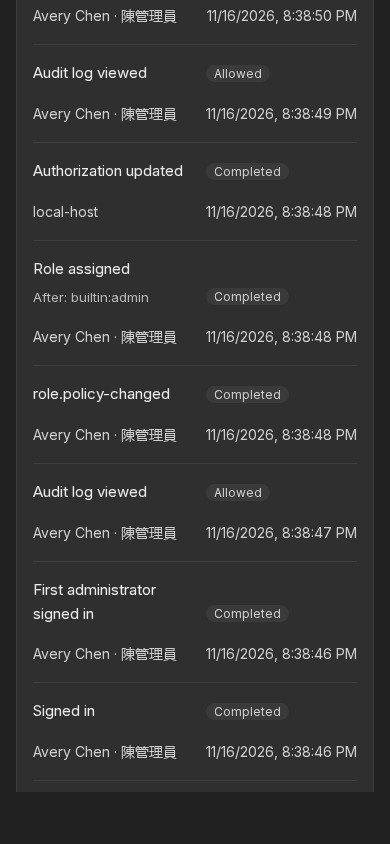 Avery Chen · 陳管理員 11/16/2026, 8:38:50 PM
Audit log viewed Allowed
Avery Chen · 陳管理員 11/16/2026, 8:38:49 PM
Authorization updated Completed
local-host 11/16/2026, 8:38:48 PM
Role assigned
After: builtin:admin Completed
Avery Chen · 陳管理員 11/16/2026, 8:38:48 PM
role.policy-changed Completed
Avery Chen · 陳管理員 11/16/2026, 8:38:48 PM
Audit log viewed Allowed
Avery Chen · 陳管理員 11/16/2026, 8:38:47 PM
First administrator
signed in Completed
Avery Chen · 陳管理員 11/16/2026, 8:38:46 PM
Signed in Completed
Avery Chen · 陳管理員 11/16/2026, 8:38:46 PM